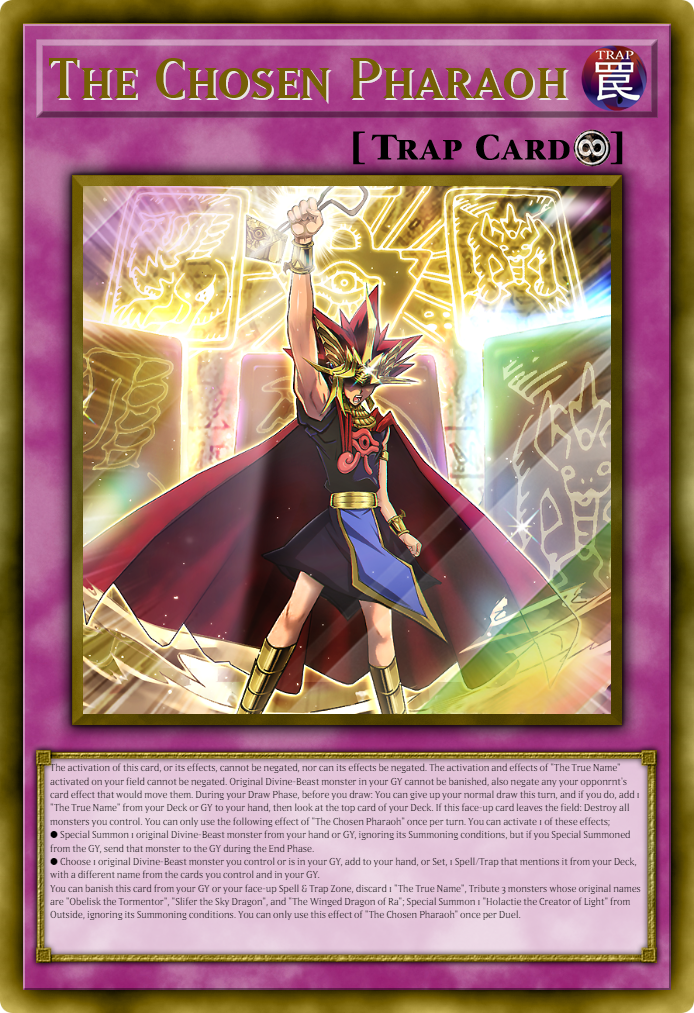 The Chosen Pharaoh
TRAP
罠
[ Trap Card ]
The activation of this card, or its effects, cannot be negated, nor can its effects be negated. The activation and effects of "The True Name"
activated on your field cannot be negated. Original Divine-Beast monster in your GY cannot be banished, also negate any your opponrnt's
card effect that would move them. During your Draw Phase, before you draw: You can give up your normal draw this turn, and if you do, add 1
"The True Name" from your Deck or GY to your hand, then look at the top card of your Deck. If this face-up card leaves the field: Destroy all
monsters you control. You can only use the following effect of "The Chosen Pharaoh" once per turn. You can activate 1 of these effects;
● Special Summon 1 original Divine-Beast monster from your hand or GY, ignoring its Summoning conditions, but if you Special Summoned
from the GY, send that monster to the GY during the End Phase.
● Choose 1 original Divine-Beast monster you control or is in your GY, add to your hand, or Set, 1 Spell/Trap that mentions it from your Deck,
with a different name from the cards you control and in your GY.
You can banish this card from your GY or your face-up Spell & Trap Zone, discard 1 "The True Name", Tribute 3 monsters whose original names
are "Obelisk the Tormentor", "Slifer the Sky Dragon", and "The Winged Dragon of Ra"; Special Summon 1 "Holactie the Creator of Light" from
Outside, ignoring its Summoning conditions. You can only use this effect of "The Chosen Pharaoh" once per Duel.